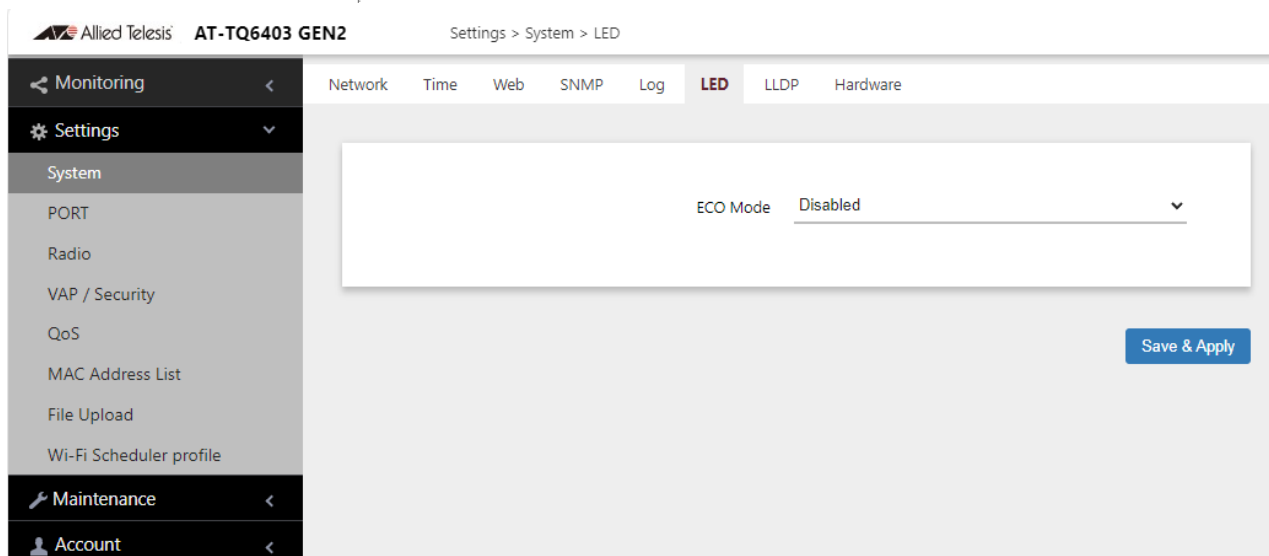 Allied Telesis AT-TQ6403 GEN2 Settings > System > LED
Monitoring
Network Time Web SNMP Log LED LLDP Hardware
Settings
System
ECO Mode Disabled
PORT
Radio
VAP / Security
QoS
Save & Apply
MAC Address List
File Upload
Wi-Fi Scheduler profile
Maintenance
Account